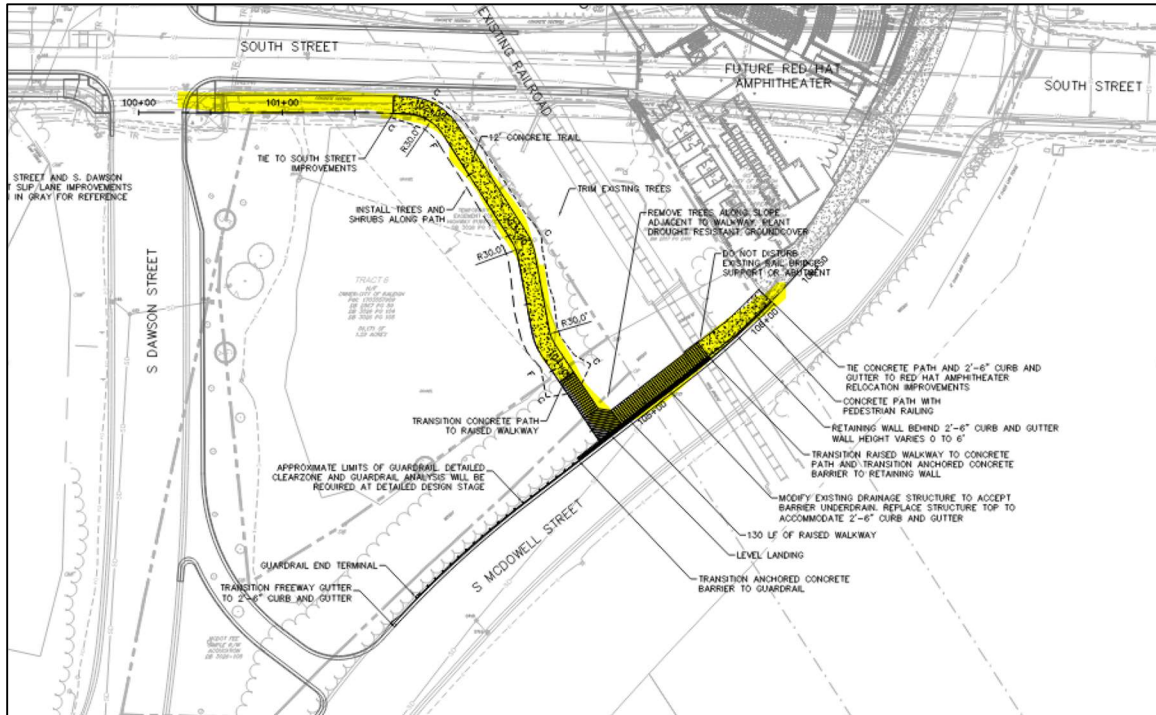 SOUTH STREET
EXISTING RAILROAD
FUTURE RED HAT
AMPHITHEATER
SOUTH STREET
100+00
101+00
12' CONCRETE TRAIL
R30.0'
TIE TO SOUTH STREET
IMPROVEMENTS
STREET AND S. DAWSON
SLIP LANE IMPROVEMENTS
IN GRAY FOR REFERENCE
TRIM EXISTING TREES
INSTALL TREES AND
SHRUBS ALONG PATH
REMOVE TREES ALONG SLOPE
ADJACENT TO WALKWAY. PLANT
DROUGHT RESISTANT GROUNDCOVER
R30.0'
DO NOT DISTURB
EXISTING RAIL BRIDGE
SUPPORT OR ABUTMENT
TRACT 6
S DAWSON STREET
R30.0'
106+00
105+00
TIE CONCRETE PATH AND 2'-6" CURB AND
GUTTER TO RED HAT AMPHITHEATER
RELOCATION IMPROVEMENTS
CONCRETE PATH WITH
PEDESTRIAN RAILING
TRANSITION CONCRETE PATH
TO RAISED WALKWAY
RETAINING WALL BEHIND 2'-6" CURB AND GUTTER
WALL HEIGHT VARIES 0 TO 6'
TRANSITION RAISED WALKWAY TO CONCRETE
PATH AND TRANSITION ANCHORED CONCRETE
BARRIER TO RETAINING WALL
APPROXIMATE LIMITS OF GUARDRAIL. DETAILED
CLEARZONE AND GUARDRAIL ANALYSIS WILL BE
REQUIRED AT DETAILED DESIGN STAGE
MODIFY EXISTING DRAINAGE STRUCTURE TO ACCEPT
BARRIER UNDERDRAIN. REPLACE STRUCTURE TOP TO
ACCOMMODATE 2'-6" CURB AND GUTTER
130 LF OF RAISED WALKWAY
LEVEL LANDING
S MCDOWELL STREET
GUARDRAIL END TERMINAL
TRANSITION ANCHORED CONCRETE
BARRIER TO GUARDRAIL
TRANSITION FREEWAY GUTTER
TO 2'-6" CURB AND GUTTER